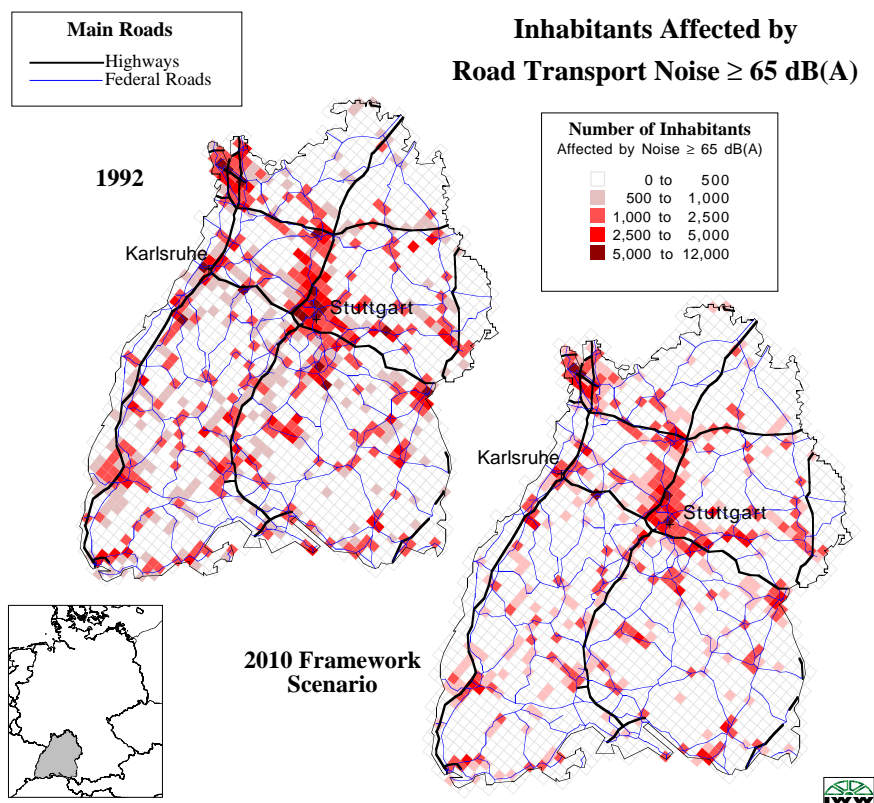 Main Roads
Highways
Federal Roads
Inhabitants Affected by
Road Transport Noise ≥ 65 dB(A)
Number of Inhabitants
Affected by Noise ≥ 65 dB(A)
0 to 500
500 to 1,000
1,000 to 2,500
2,500 to 5,000
5,000 to 12,000
1992
Karlsruhe
Stuttgart
Karlsruhe
Stuttgart
2010 Framework
Scenario
IWW